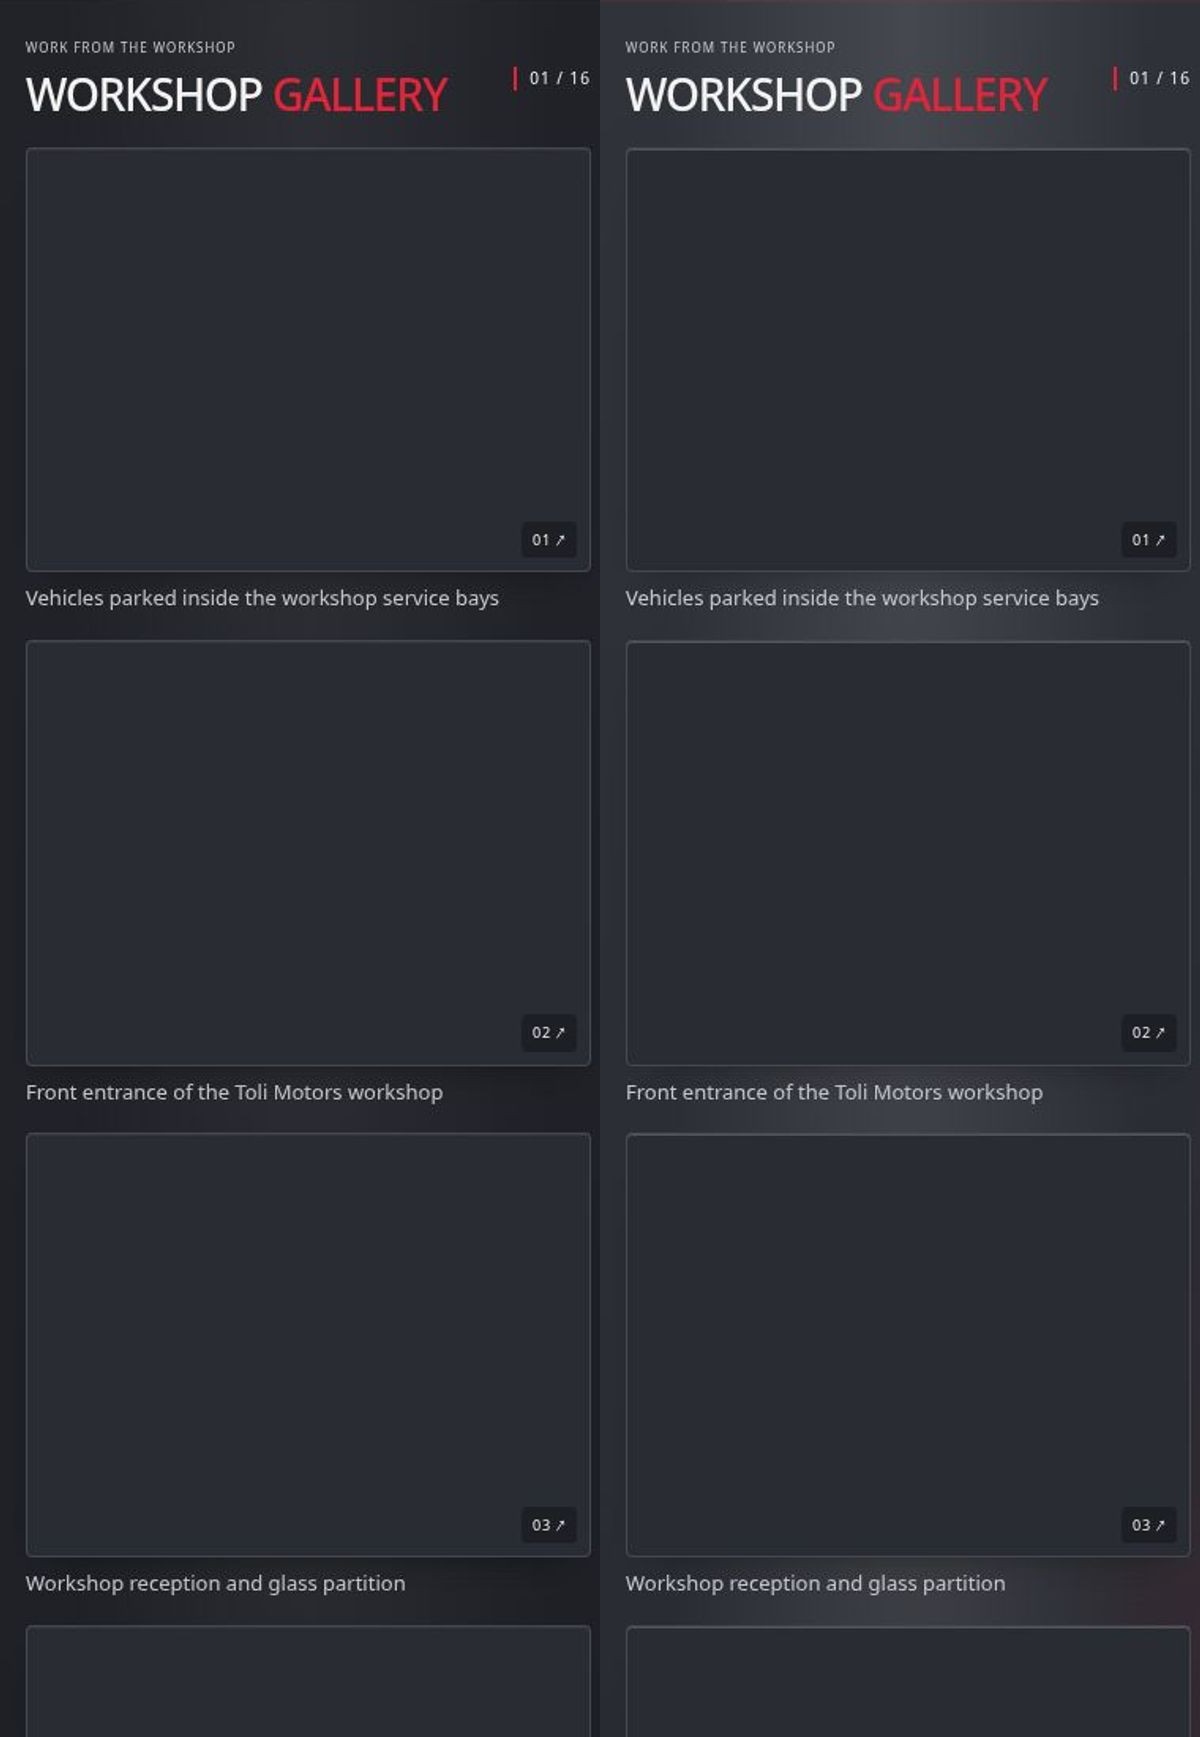 WORK FROM THE WORKSHOP
WORKSHOP GALLERY
01 / 16
01 ↗
Vehicles parked inside the workshop service bays
02 ↗
Front entrance of the Toli Motors workshop
03 ↗
Workshop reception and glass partition
WORK FROM THE WORKSHOP
WORKSHOP GALLERY
01 / 16
01 ↗
Vehicles parked inside the workshop service bays
02 ↗
Front entrance of the Toli Motors workshop
03 ↗
Workshop reception and glass partition